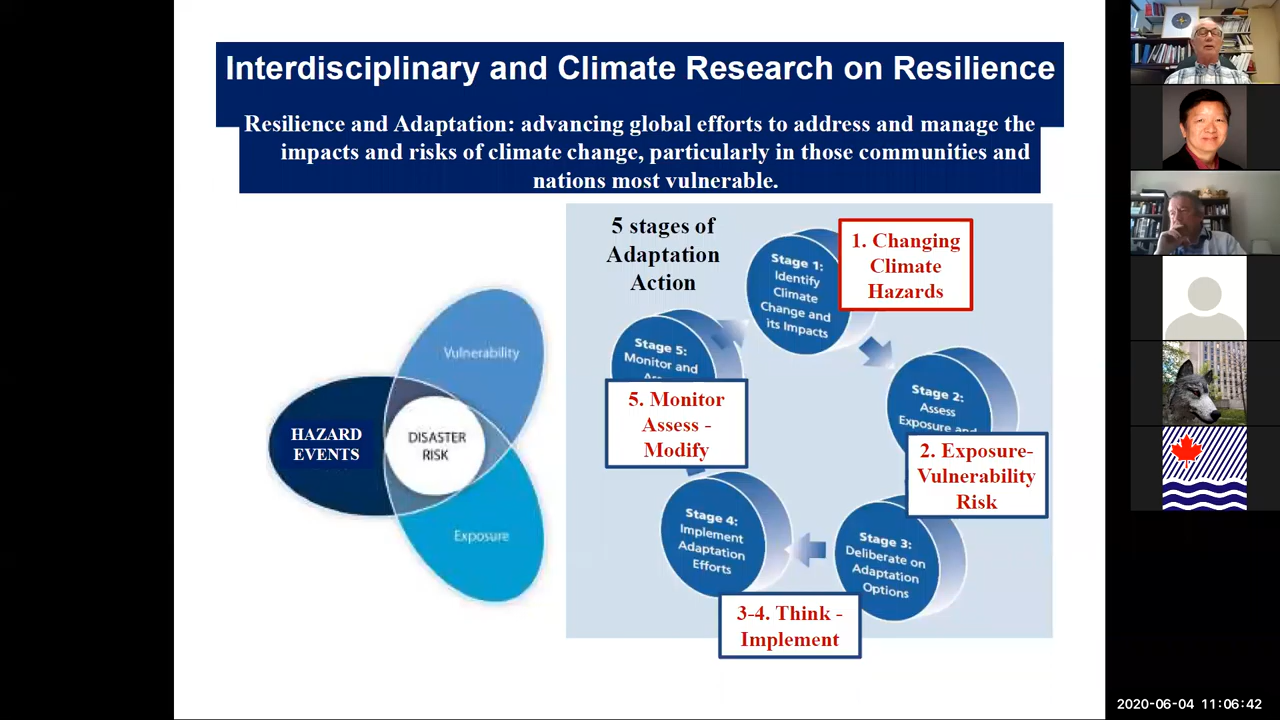 Interdisciplinary and Climate Research on Resilience
Resilience and Adaptation: advancing global efforts to address and manage the
impacts and risks of climate change, particularly in those communities and
nations most vulnerable.
5 stages of
Adaptation
Action
Stage 1:
Identify
Climate
Change and
its Impacts
1. Changing
Climate
Hazards
Stage 2:
Assess
Exposure and
2. Exposure-
Vulnerability
Risk
Stage 3:
Deliberate on
Adaptation
Options
Stage 4:
Implement
Adaptation
Efforts
3-4. Think -
Implement
Stage 5:
Monitor and
5. Monitor
Assess -
Modify
Vulnerability
HAZARD
EVENTS
DISASTER
RISK
Exposure
2020-06-04 11:06:42